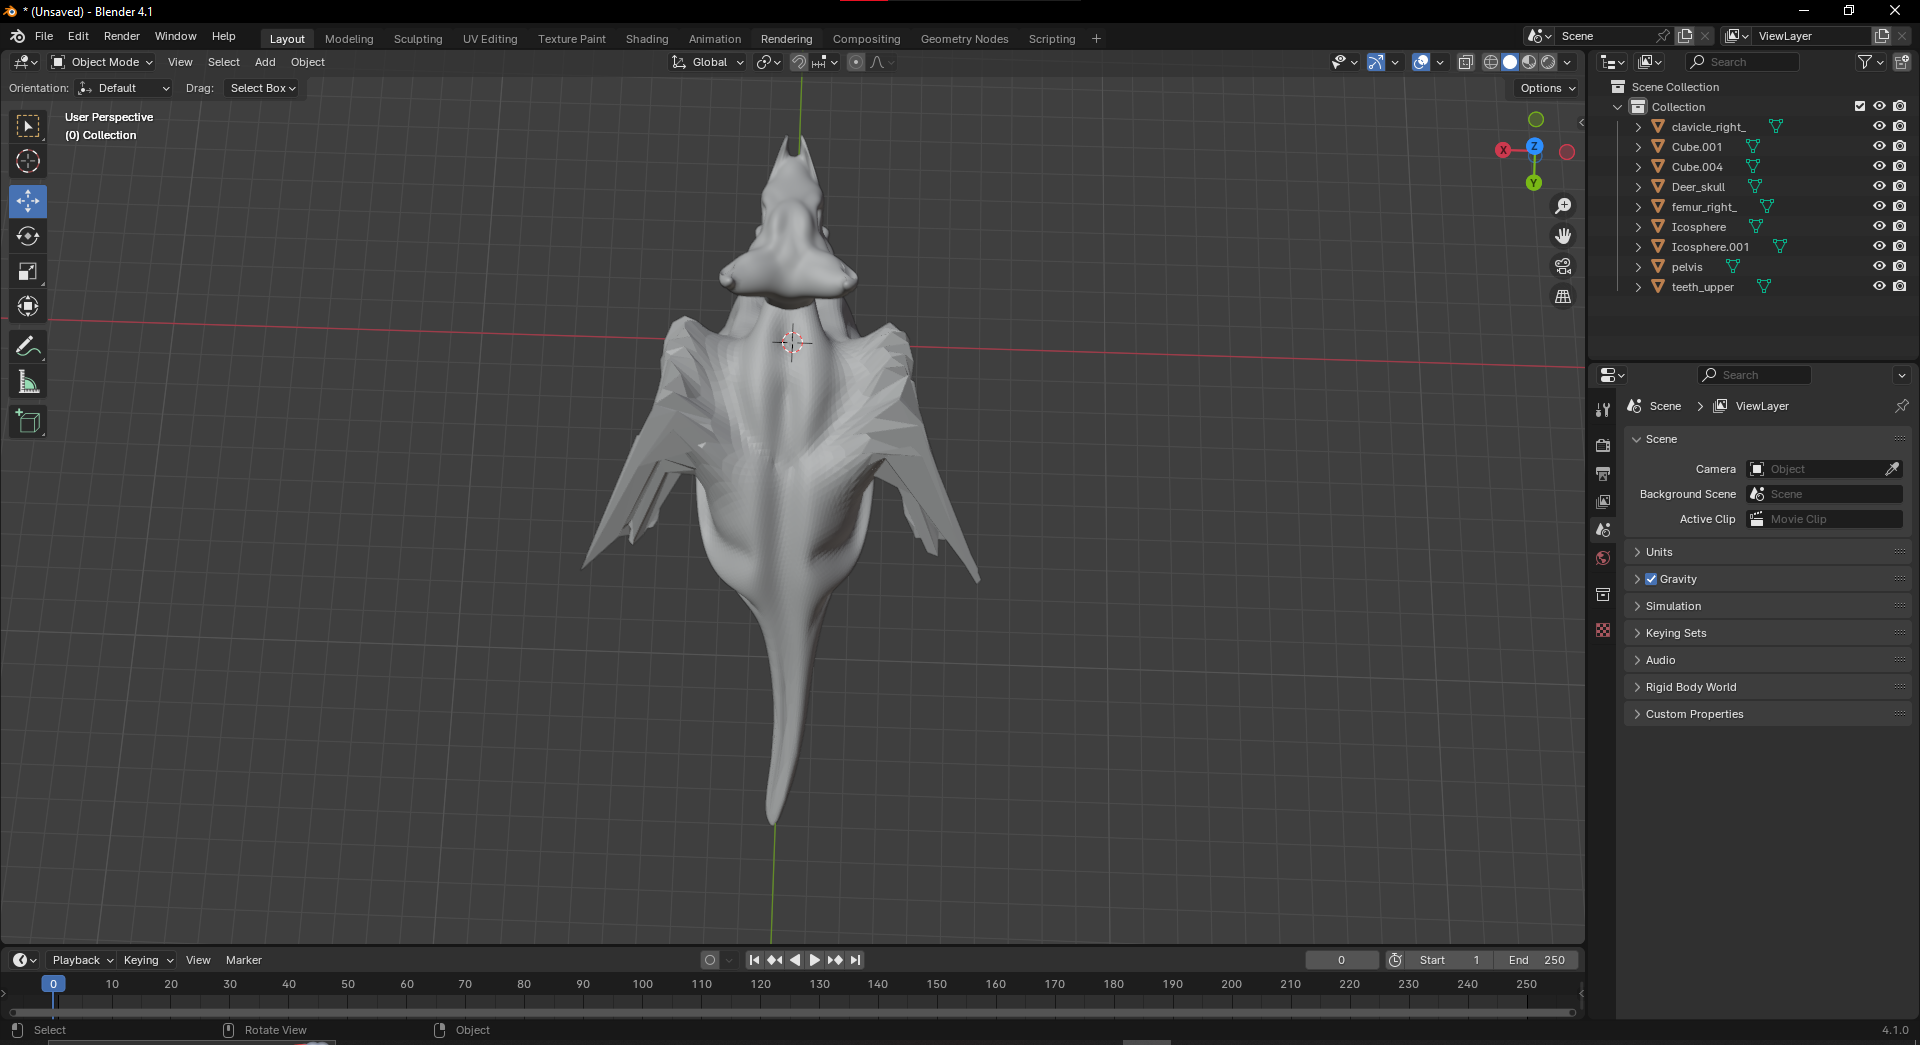 * (Unsaved) - Blender 4.1
File Edit Render Window Help Layout Modeling Sculpting UV Editing Texture Paint Shading Animation Rendering Compositing Geometry Nodes Scripting + Scene ViewLayer
Object Mode View Select Add Object Global Search
Orientation: Default Drag: Select Box Options
User Perspective
(0) Collection
X
Z
Y
Scene Collection
Collection
clavicle_right_
Cube.001
Cube.004
Deer_skull
femur_right_
Icosphere
Icosphere.001
pelvis
teeth_upper
Search
Scene > ViewLayer
Scene
Camera Object
Background Scene Scene
Active Clip Movie Clip
Units
Gravity
Simulation
Keying Sets
Audio
Rigid Body World
Custom Properties
Playback Keying View Marker 0 Start 1 End 250
0 10 20 30 40 50 60 70 80 90 100 110 120 130 140 150 160 170 180 190 200 210 220 230 240 250
Select Rotate View Object 4.1.0